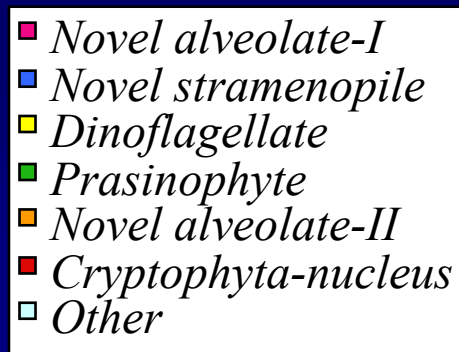 Novel alveolate-I
Novel stramenopile
Dinoflagellate
Prasinophyte
Novel alveolate-II
Cryptophyta-nucleus
Other